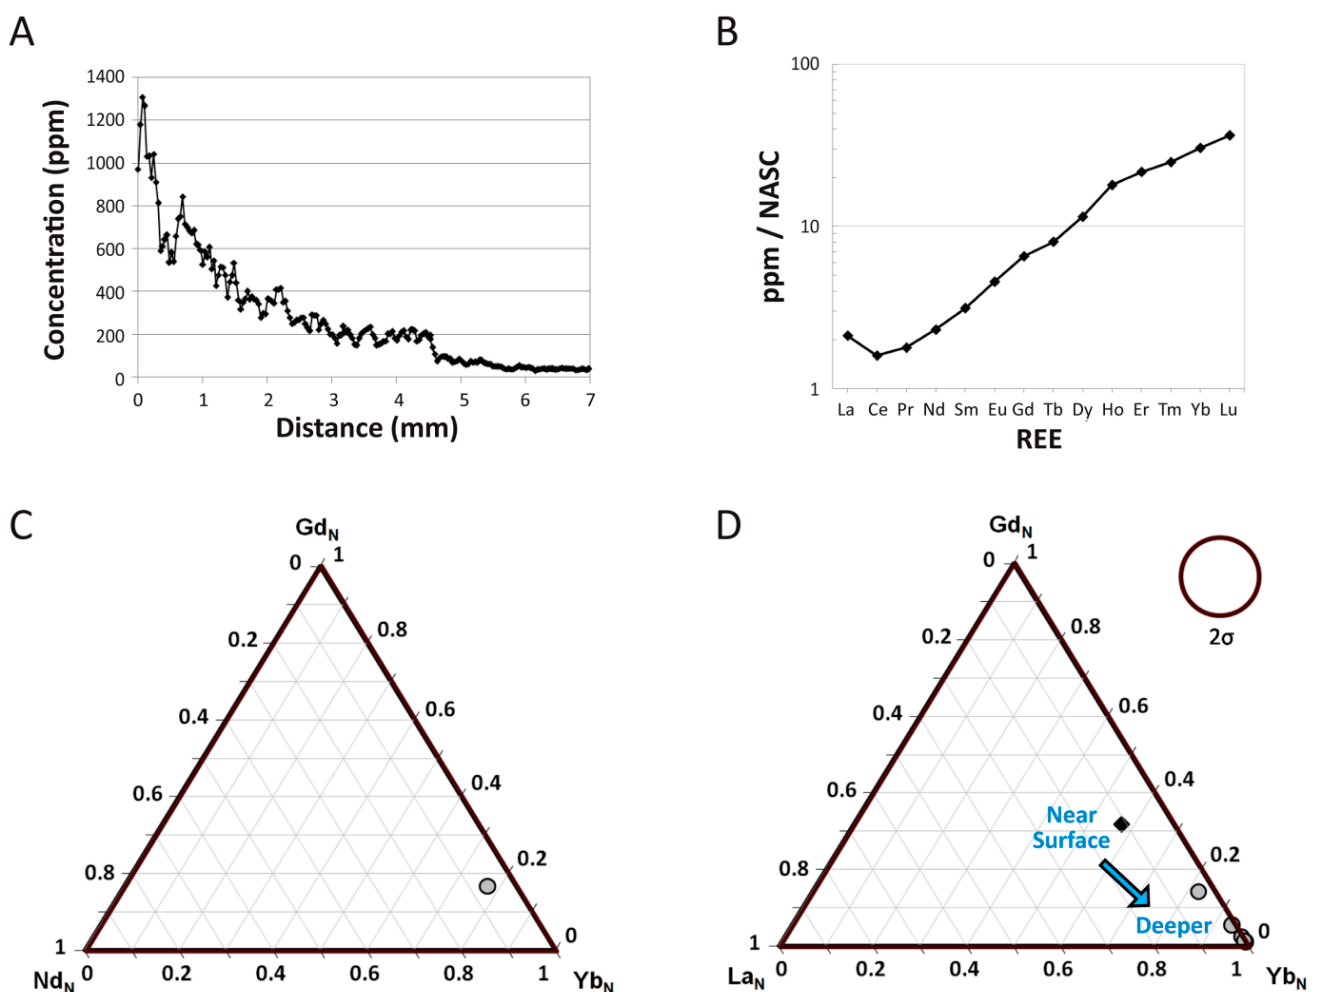 A
1400
1200
1000
800
600
400
200
0
Concentration (ppm)
0 1 2 3 4 5 6 7
Distance (mm)
B
100
10
1
ppm / NASC
La Ce Pr Nd Sm Eu Gd Tb Dy Ho Er Tm Yb Lu
REE
C
GdN
0 1
0.2 0.8
0.4 0.6
0.6 0.4
0.8 0.2
1 0
NdN 0 0.2 0.4 0.6 0.8 1 YbN
D
GdN
0 1
0.2 0.8
0.4 0.6
0.6 0.4
0.8 0.2
1 0
LaN 0 0.2 0.4 0.6 0.8 1 YbN
Near
Surface
Deeper
2σ